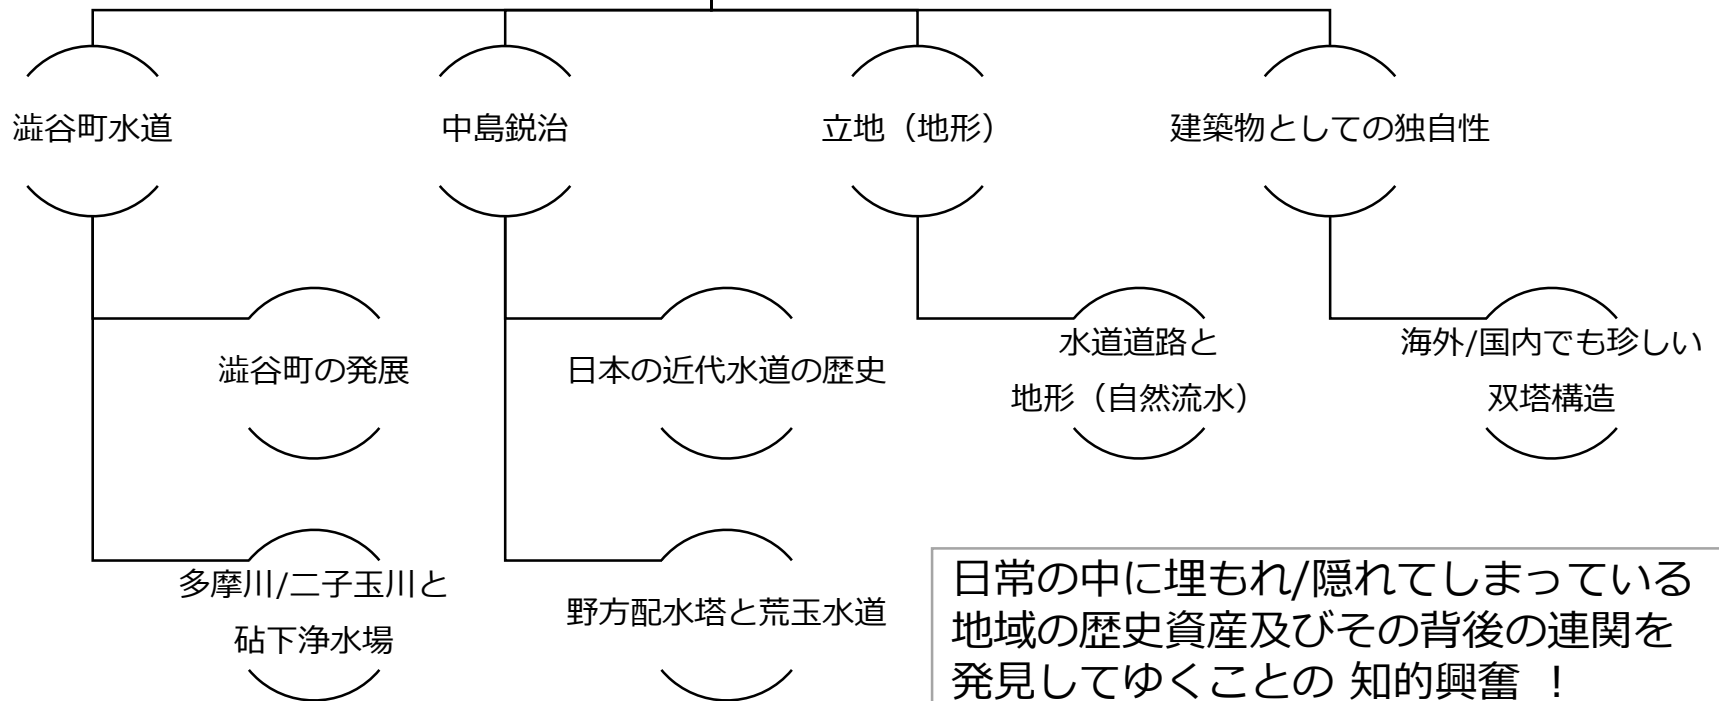 澁谷町水道
中島鋭治
立地（地形）
建築物としての独自性
澁谷町の発展
日本の近代水道の歴史
水道道路と
地形（自然流水）
海外/国内でも珍しい
双塔構造
多摩川/二子玉川と
砧下浄水場
野方配水塔と荒玉水道
日常の中に埋もれ/隠れてしまっている
地域の歴史資産及びその背後の連関を
発見してゆくことの 知的興奮 ！